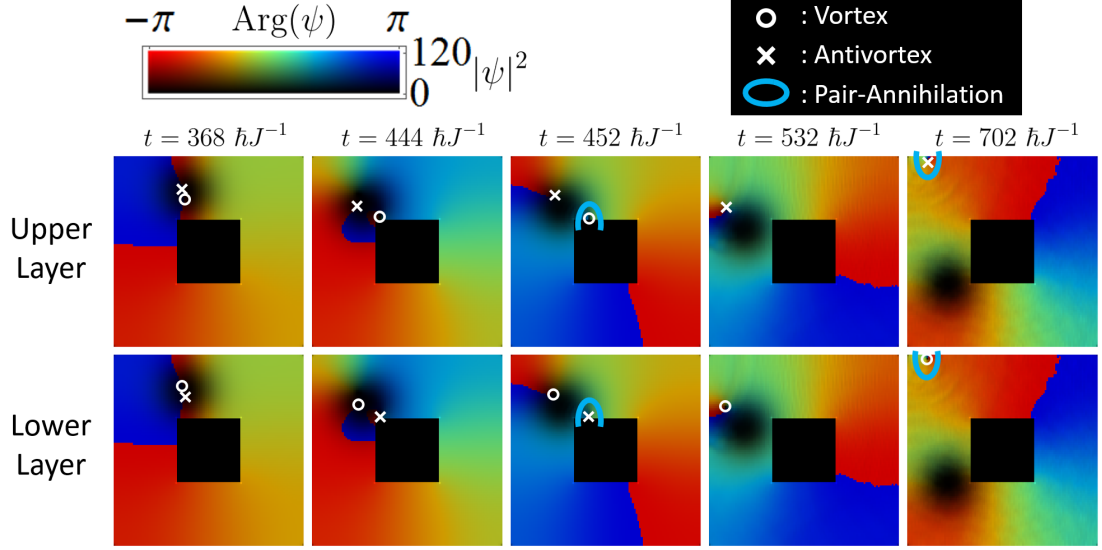 −π Arg(ψ) π
120
0
|ψ|²
: Vortex
: Antivortex
: Pair-Annihilation
t = 368 ℏJ⁻¹ t = 444 ℏJ⁻¹ t = 452 ℏJ⁻¹ t = 532 ℏJ⁻¹ t = 702 ℏJ⁻¹
Upper
Layer
Lower
Layer